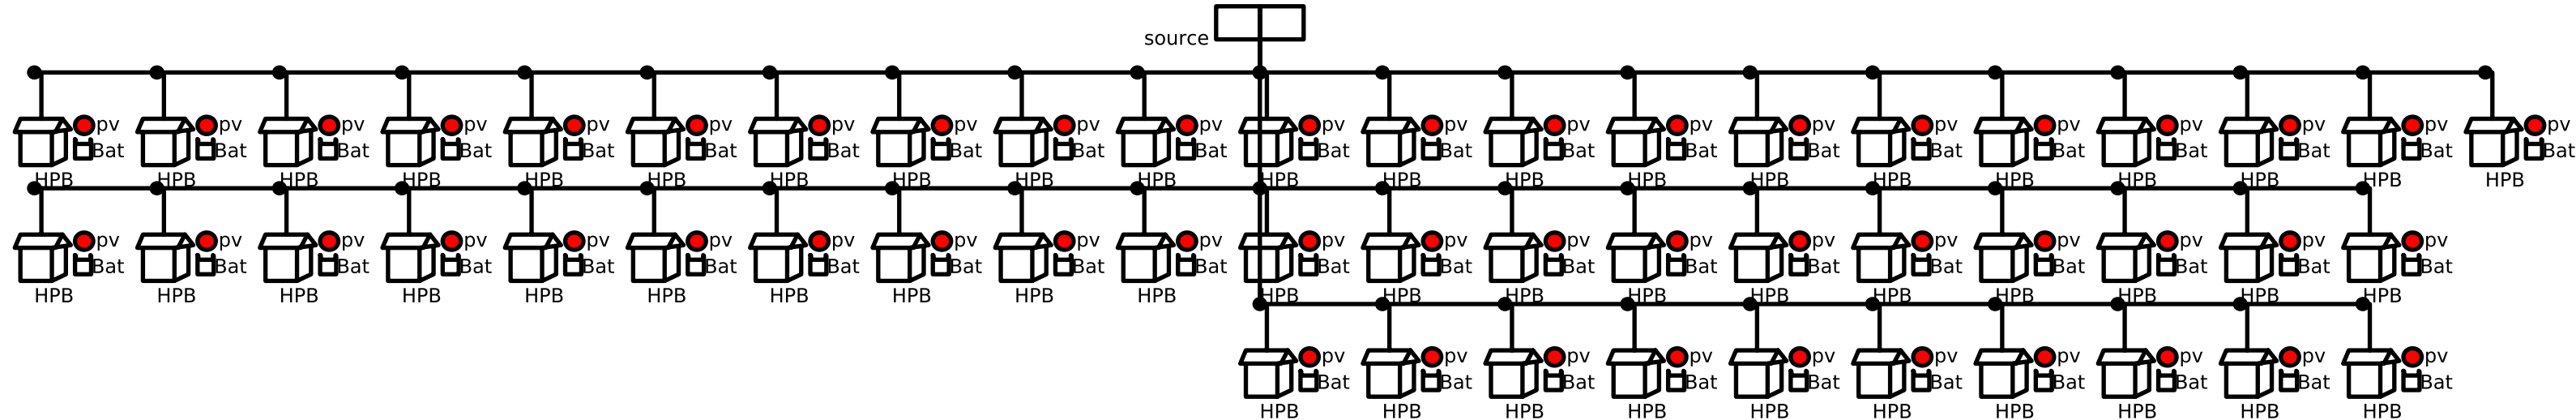 source
pv pv pv pv pv pv pv pv pv pv pv pv pv pv pv pv pv pv pv pv pv
Bat Bat Bat Bat Bat Bat Bat Bat Bat Bat Bat Bat Bat Bat Bat Bat Bat Bat Bat Bat Bat
HPB HPB HPB HPB HPB HPB HPB HPB HPB HPB HPB HPB HPB HPB HPB HPB HPB HPB HPB HPB HPB
pv pv pv pv pv pv pv pv pv pv pv pv pv pv pv pv pv pv pv pv
Bat Bat Bat Bat Bat Bat Bat Bat Bat Bat Bat Bat Bat Bat Bat Bat Bat Bat Bat Bat
HPB HPB HPB HPB HPB HPB HPB HPB HPB HPB HPB HPB HPB HPB HPB HPB HPB HPB HPB HPB
pv pv pv pv pv pv pv pv pv pv
Bat Bat Bat Bat Bat Bat Bat Bat Bat Bat
HPB HPB HPB HPB HPB HPB HPB HPB HPB HPB